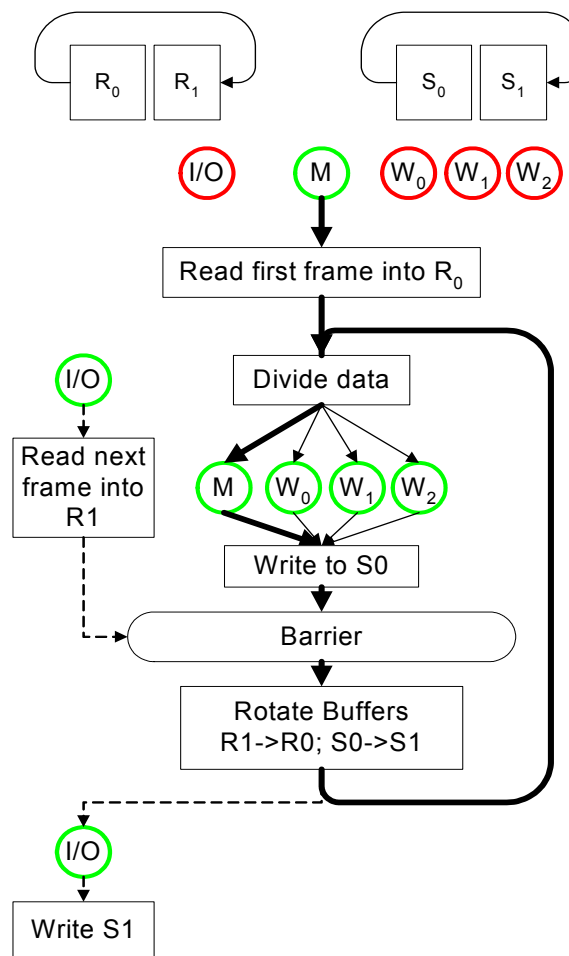 R0 R1 S0 S1
I/O M W0 W1 W2
Read first frame into R0
I/O
Divide data
Read next
frame into
R1
M W0 W1 W2
Write to S0
Barrier
Rotate Buffers
R1->R0; S0->S1
I/O
Write S1